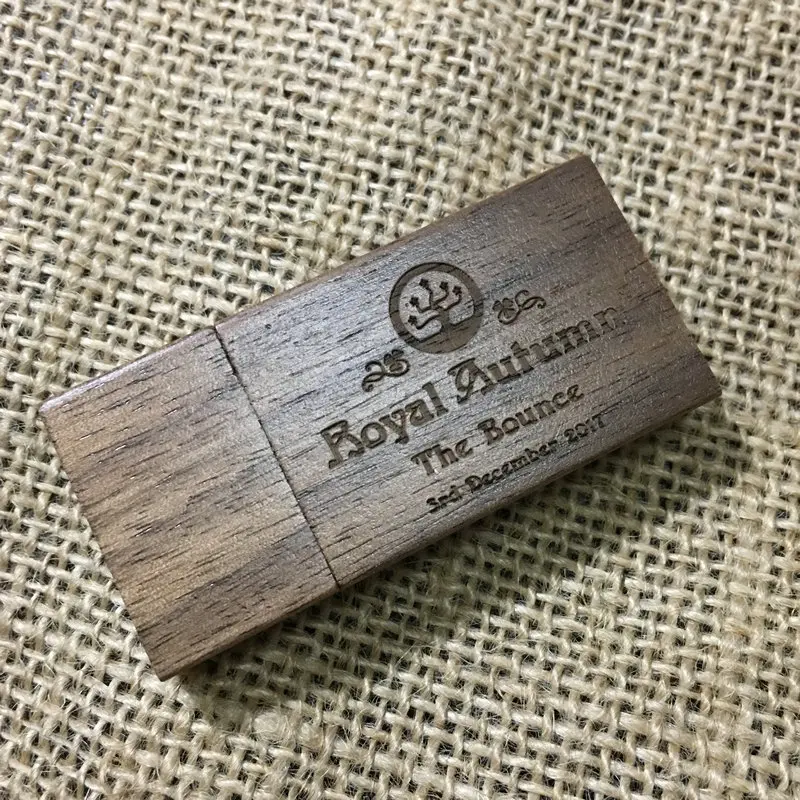 Royal Autumn
The Bounce
3rd December 2017